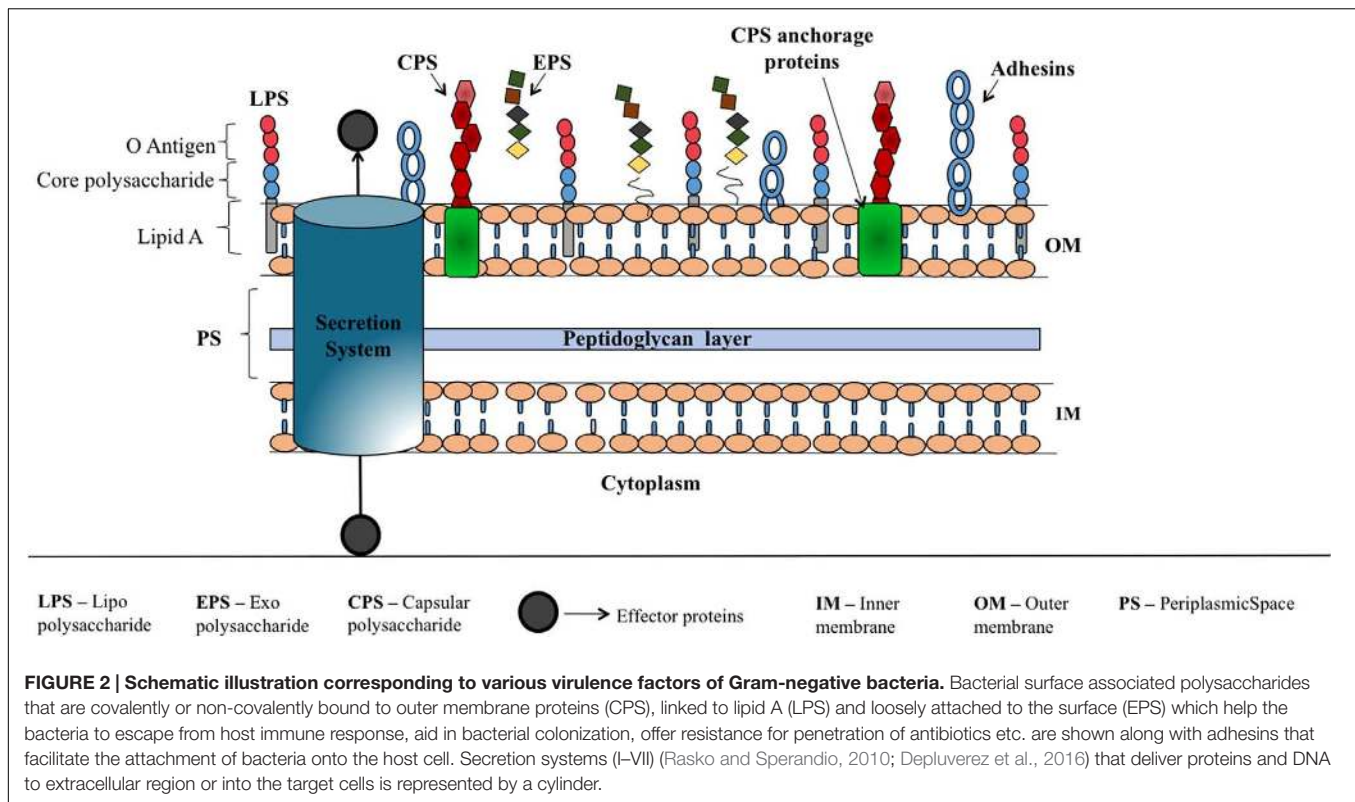 CPS anchorage
proteins
CPS
EPS
Adhesins
LPS
O Antigen
Core polysaccharide
Lipid A
OM
Secretion
System
PS
Peptidoglycan layer
IM
Cytoplasm
LPS – Lipo
polysaccharide
EPS – Exo
polysaccharide
CPS – Capsular
polysaccharide
Effector proteins
IM – Inner
membrane
OM – Outer
membrane
PS – PeriplasmicSpace
FIGURE 2 | Schematic illustration corresponding to various virulence factors of Gram-negative bacteria. Bacterial surface associated polysaccharides
that are covalently or non-covalently bound to outer membrane proteins (CPS), linked to lipid A (LPS) and loosely attached to the surface (EPS) which help the
bacteria to escape from host immune response, aid in bacterial colonization, offer resistance for penetration of antibiotics etc. are shown along with adhesins that
facilitate the attachment of bacteria onto the host cell. Secretion systems (I–VII) (Rasko and Sperandio, 2010; Depluverez et al., 2016) that deliver proteins and DNA
to extracellular region or into the target cells is represented by a cylinder.